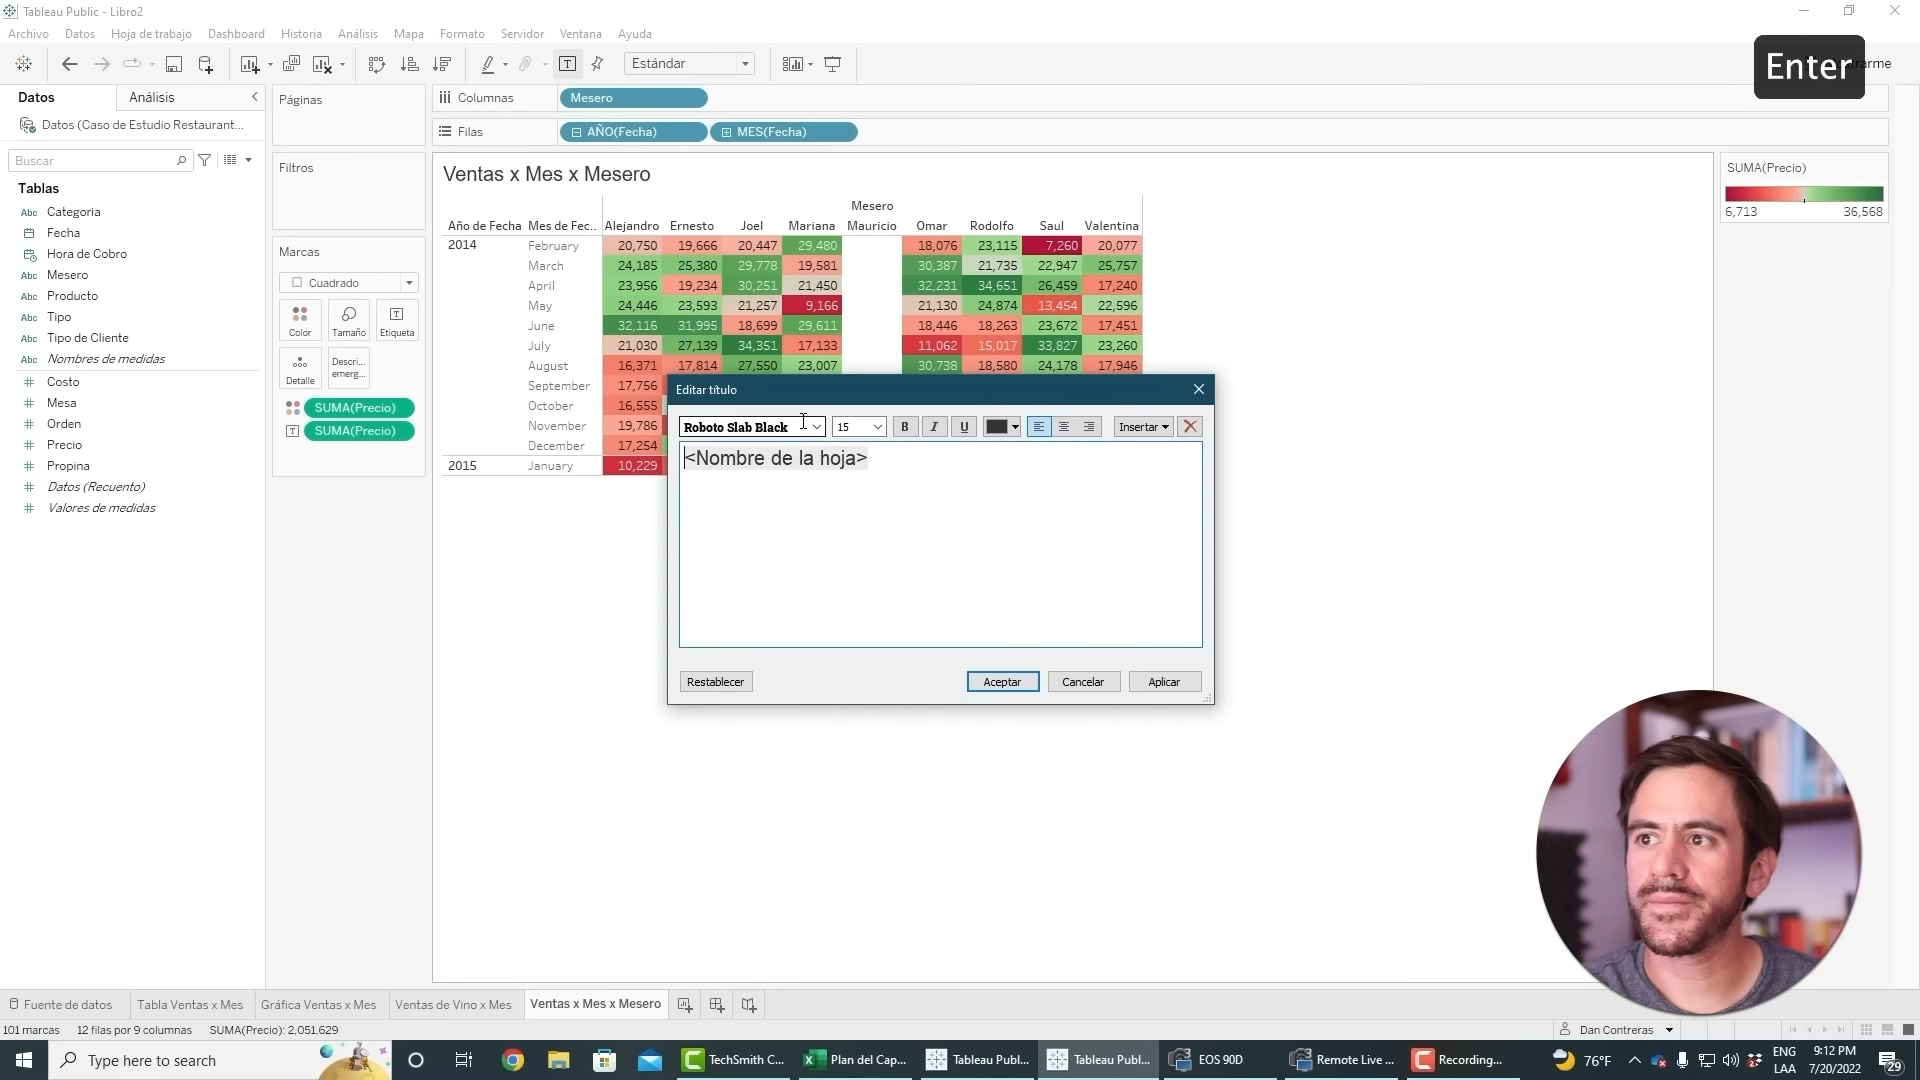 Tableau Public - Libro2
Archivo Datos Hoja de trabajo Dashboard Historia Análisis Mapa Formato Servidor Ventana Ayuda
Estándar
Enter
rarme
Datos Análisis
Datos (Caso de Estudio Restaurant...
Buscar
Tablas
Abc Categoria
Fecha
Hora de Cobro
Abc Mesero
Abc Producto
Abc Tipo
Abc Tipo de Cliente
Abc Nombres de medidas
# Costo
# Mesa
# Orden
# Precio
# Propina
# Datos (Recuento)
# Valores de medidas
Páginas
Filtros
Marcas
Cuadrado
Color Tamaño Etiqueta
Detalle Descri... emerg...
SUMA(Precio)
SUMA(Precio)
Columnas Mesero
Filas AÑO(Fecha) MES(Fecha)
Ventas x Mes x Mesero
Mesero
Año de Fecha Mes de Fec.. Alejandro Ernesto Joel Mariana Mauricio Omar Rodolfo Saul Valentina
2014 February 20,750 19,666 20,447 29,480 18,076 23,115 7,260 20,077
March 24,185 25,380 29,778 19,581 30,387 21,735 22,947 25,757
April 23,956 19,234 30,251 21,450 32,231 34,651 26,459 17,240
May 24,446 23,593 21,257 9,166 21,130 24,874 13,454 22,596
June 32,116 31,995 18,699 29,611 18,446 18,263 23,672 17,451
July 21,030 27,139 34,351 17,133 11,062 15,017 33,827 23,260
August 16,371 17,814 27,550 23,007 30,738 18,580 24,178 17,946
September 17,756
October 16,555
November 19,786
December 17,254
2015 January 10,229
SUMA(Precio)
6,713 36,568
Editar título
Roboto Slab Black 15 B I U Insertar
<Nombre de la hoja>
Restablecer Aceptar Cancelar Aplicar
Fuente de datos Tabla Ventas x Mes Gráfica Ventas x Mes Ventas de Vino x Mes Ventas x Mes x Mesero
101 marcas 12 filas por 9 columnas SUMA(Precio): 2,051,629
Dan Contreras
Type here to search
TechSmith C... Plan del Cap... Tableau Publ... Tableau Publ... EOS 90D Remote Live ... Recording...
76°F
ENG
LAA
9:12 PM
7/20/2022
29